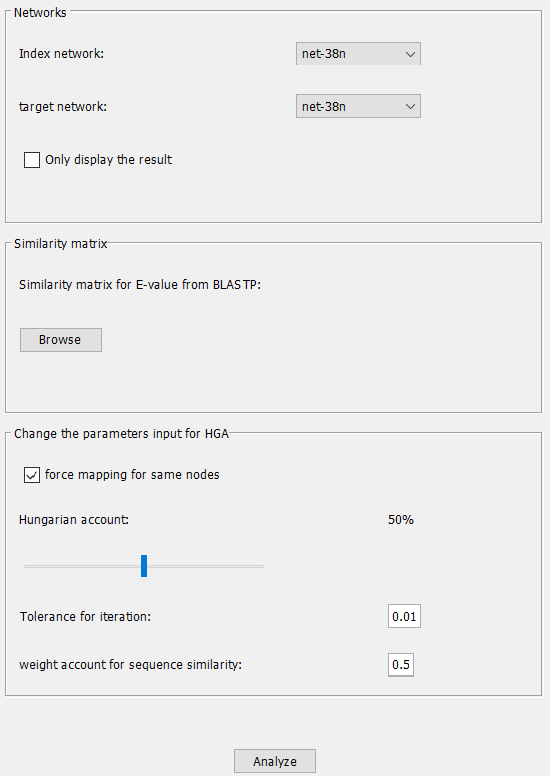 Networks
Index network: net-38n
target network: net-38n
Only display the result
Similarity matrix
Similarity matrix for E-value from BLASTP:
Browse
Change the parameters input for HGA
force mapping for same nodes
Hungarian account: 50%
Tolerance for iteration: 0.01
weight account for sequence similarity: 0.5
Analyze